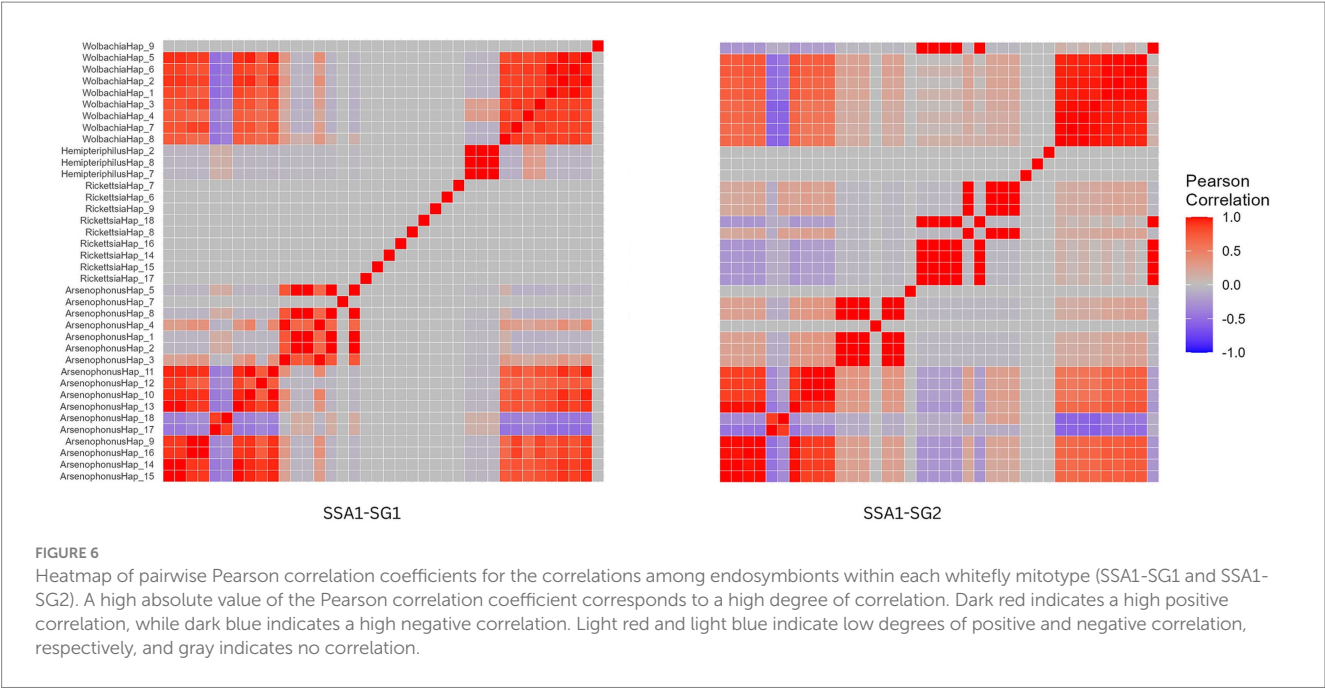 WolbachiaHap_9
WolbachiaHap_5
WolbachiaHap_6
WolbachiaHap_2
WolbachiaHap_1
WolbachiaHap_3
WolbachiaHap_4
WolbachiaHap_7
WolbachiaHap_8
HemipteriphilusHap_2
HemipteriphilusHap_8
HemipteriphilusHap_7
RickettsiaHap_7
RickettsiaHap_6
RickettsiaHap_9
RickettsiaHap_18
RickettsiaHap_8
RickettsiaHap_16
RickettsiaHap_14
RickettsiaHap_15
RickettsiaHap_17
ArsenophonusHap_5
ArsenophonusHap_7
ArsenophonusHap_8
ArsenophonusHap_4
ArsenophonusHap_1
ArsenophonusHap_2
ArsenophonusHap_3
ArsenophonusHap_11
ArsenophonusHap_12
ArsenophonusHap_10
ArsenophonusHap_13
ArsenophonusHap_18
ArsenophonusHap_17
ArsenophonusHap_9
ArsenophonusHap_16
ArsenophonusHap_14
ArsenophonusHap_15
SSA1-SG1
SSA1-SG2
Pearson
Correlation
1.0
0.5
0.0
-0.5
-1.0
FIGURE 6
Heatmap of pairwise Pearson correlation coefficients for the correlations among endosymbionts within each whitefly mitotype (SSA1-SG1 and SSA1-
SG2). A high absolute value of the Pearson correlation coefficient corresponds to a high degree of correlation. Dark red indicates a high positive
correlation, while dark blue indicates a high negative correlation. Light red and light blue indicate low degrees of positive and negative correlation,
respectively, and gray indicates no correlation.